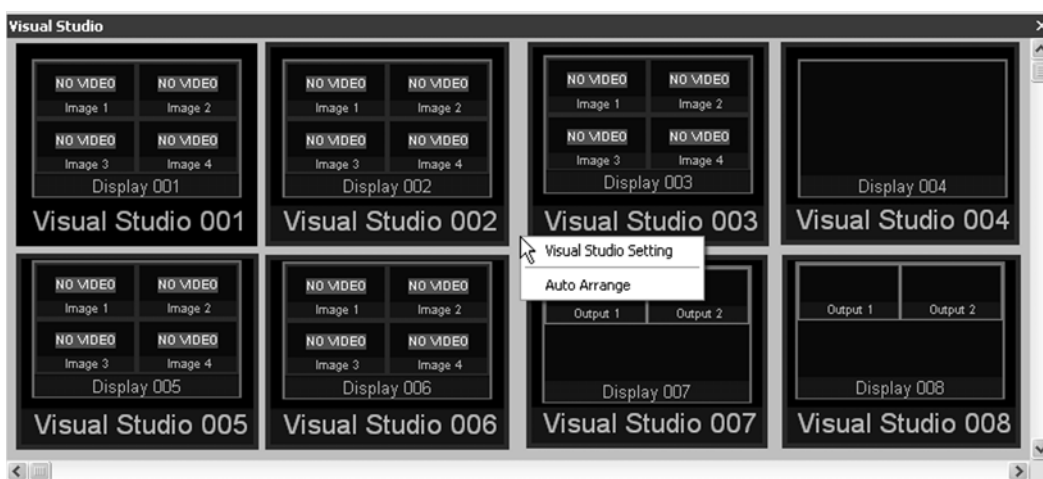 Visual Studio
NO VIDEO NO VIDEO
Image 1 Image 2
NO VIDEO NO VIDEO
Image 3 Image 4
Display 001
Visual Studio 001
NO VIDEO NO VIDEO
Image 1 Image 2
NO VIDEO NO VIDEO
Image 3 Image 4
Display 002
Visual Studio 002
NO VIDEO NO VIDEO
Image 1 Image 2
NO VIDEO NO VIDEO
Image 3 Image 4
Display 003
Visual Studio 003
Display 004
Visual Studio 004
Visual Studio Setting
Auto Arrange
NO VIDEO NO VIDEO
Image 1 Image 2
NO VIDEO NO VIDEO
Image 3 Image 4
Display 005
Visual Studio 005
NO VIDEO NO VIDEO
Image 1 Image 2
NO VIDEO NO VIDEO
Image 3 Image 4
Display 006
Visual Studio 006
Output 1 Output 2
Display 007
Visual Studio 007
Output 1 Output 2
Display 008
Visual Studio 008